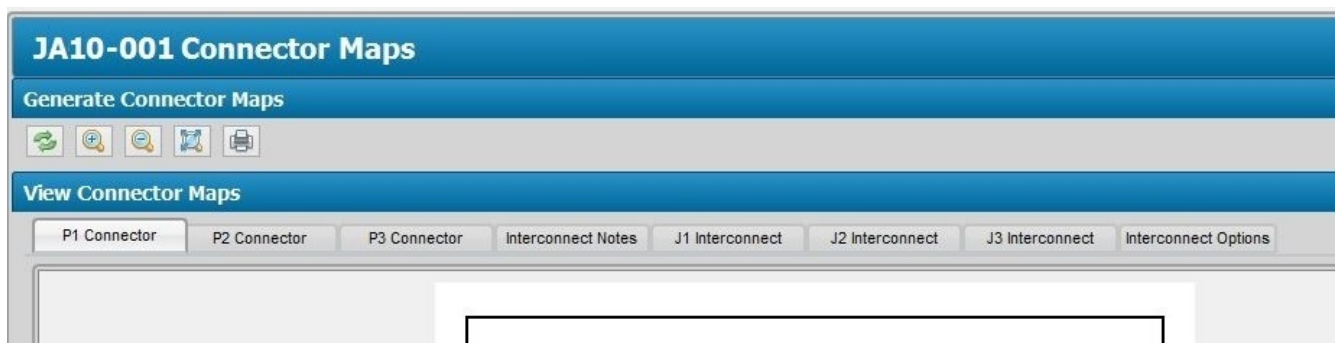 JA10-001 Connector Maps
Generate Connector Maps
View Connector Maps
P1 Connector P2 Connector P3 Connector Interconnect Notes J1 Interconnect J2 Interconnect J3 Interconnect Interconnect Options